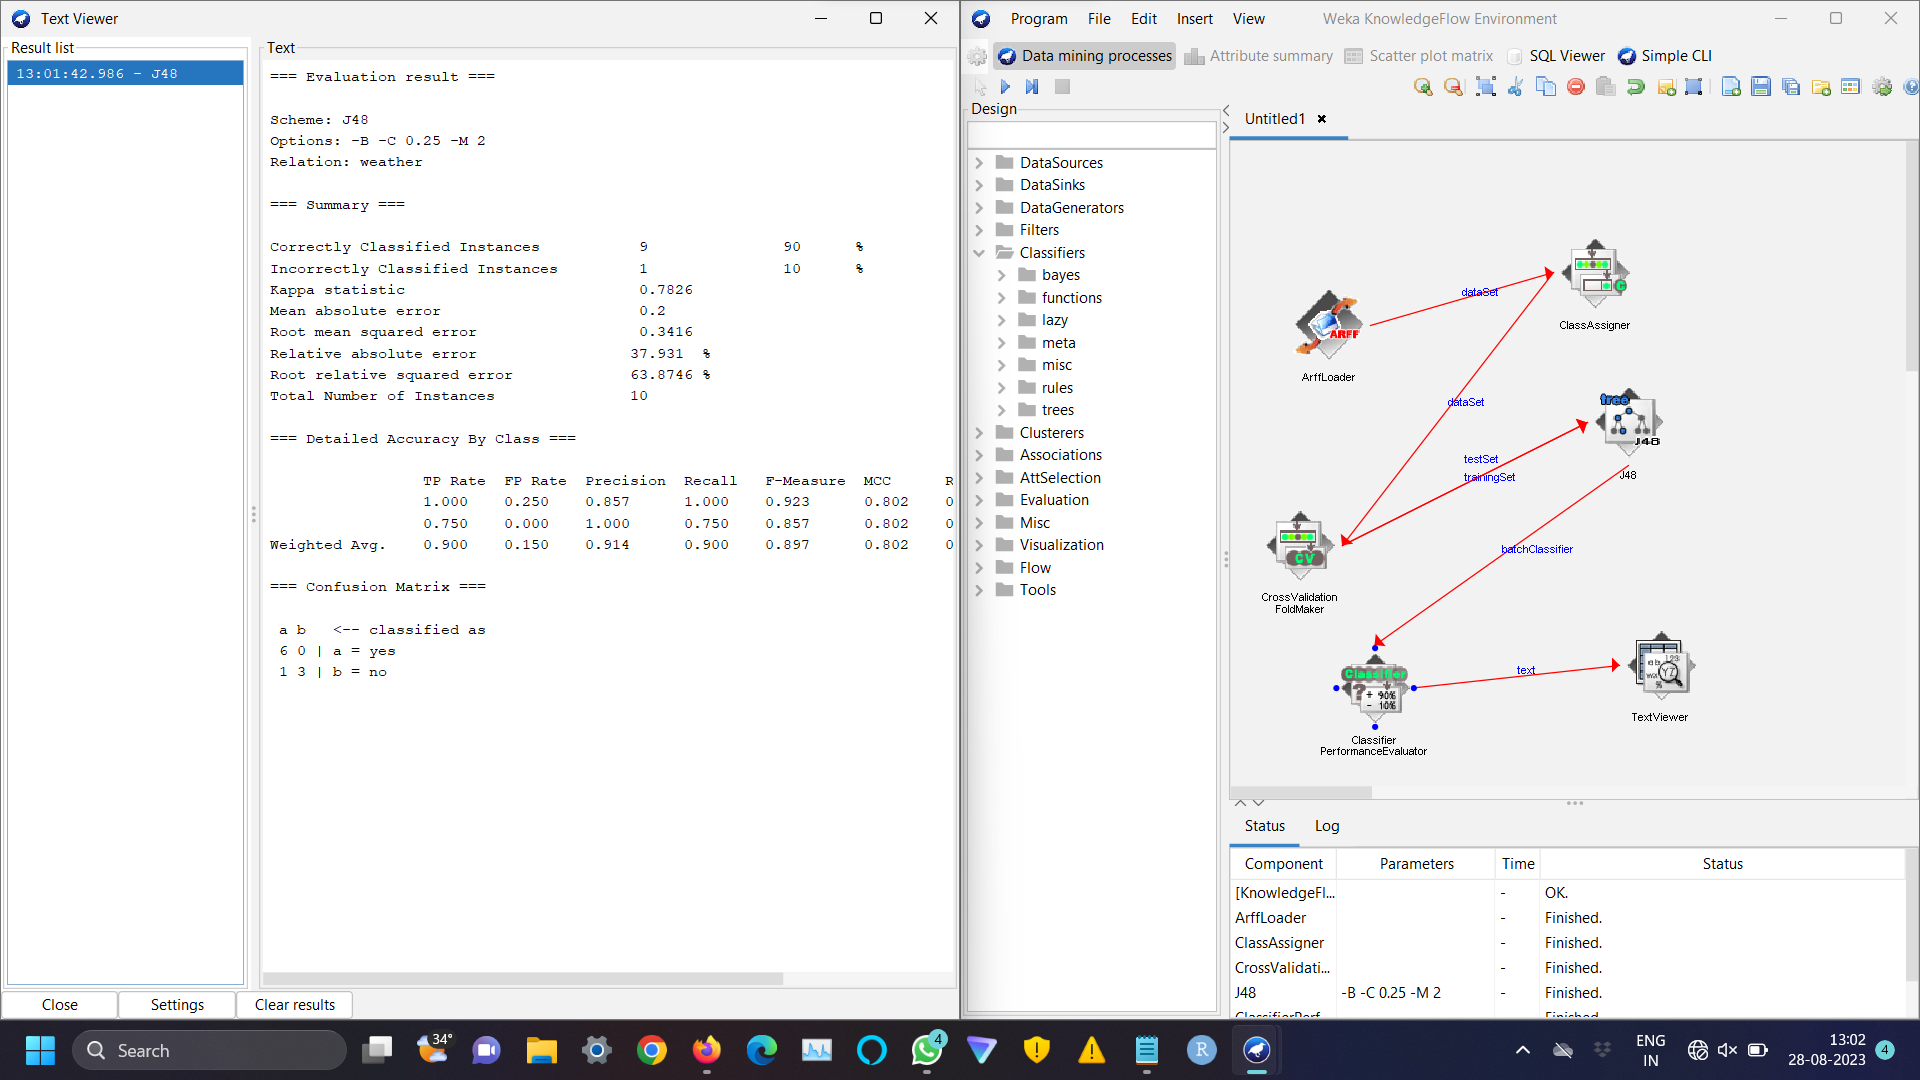 Text Viewer
Result list
13:01:42.986 - J48
Text
=== Evaluation result ===
Scheme: J48
Options: -B -C 0.25 -M 2
Relation: weather
=== Summary ===
Correctly Classified Instances 9 90 %
Incorrectly Classified Instances 1 10 %
Kappa statistic 0.7826
Mean absolute error 0.2
Root mean squared error 0.3416
Relative absolute error 37.931 %
Root relative squared error 63.8746 %
Total Number of Instances 10
=== Detailed Accuracy By Class ===
TP Rate FP Rate Precision Recall F-Measure MCC R
1.000 0.250 0.857 1.000 0.923 0.802 0
0.750 0.000 1.000 0.750 0.857 0.802 0
Weighted Avg. 0.900 0.150 0.914 0.900 0.897 0.802 0
=== Confusion Matrix ===
a b <-- classified as
6 0 | a = yes
1 3 | b = no
Close Settings Clear results
Program File Edit Insert View Weka KnowledgeFlow Environment
Data mining processes Attribute summary Scatter plot matrix SQL Viewer Simple CLI
Design
DataSources
DataSinks
DataGenerators
Filters
Classifiers
bayes
functions
lazy
meta
misc
rules
trees
Clusterers
Associations
AttSelection
Evaluation
Misc
Visualization
Flow
Tools
Untitled1
dataSet
ClassAssigner
ARFF
ArffLoader
dataSet
tree
J48
J48
testSet
trainingSet
CV
CrossValidation
FoldMaker
batchClassifier
Classifier
+ 90%
- 10%
Classifier
PerformanceEvaluator
text
TextViewer
Status Log
Component Parameters Time Status
[KnowledgeFl... - OK.
ArffLoader - Finished.
ClassAssigner - Finished.
CrossValidati... - Finished.
J48 -B -C 0.25 -M 2 - Finished.
ClassifierPerf... - Finished.
Search
34°
4
R
ENG
IN
13:02
28-08-2023
4